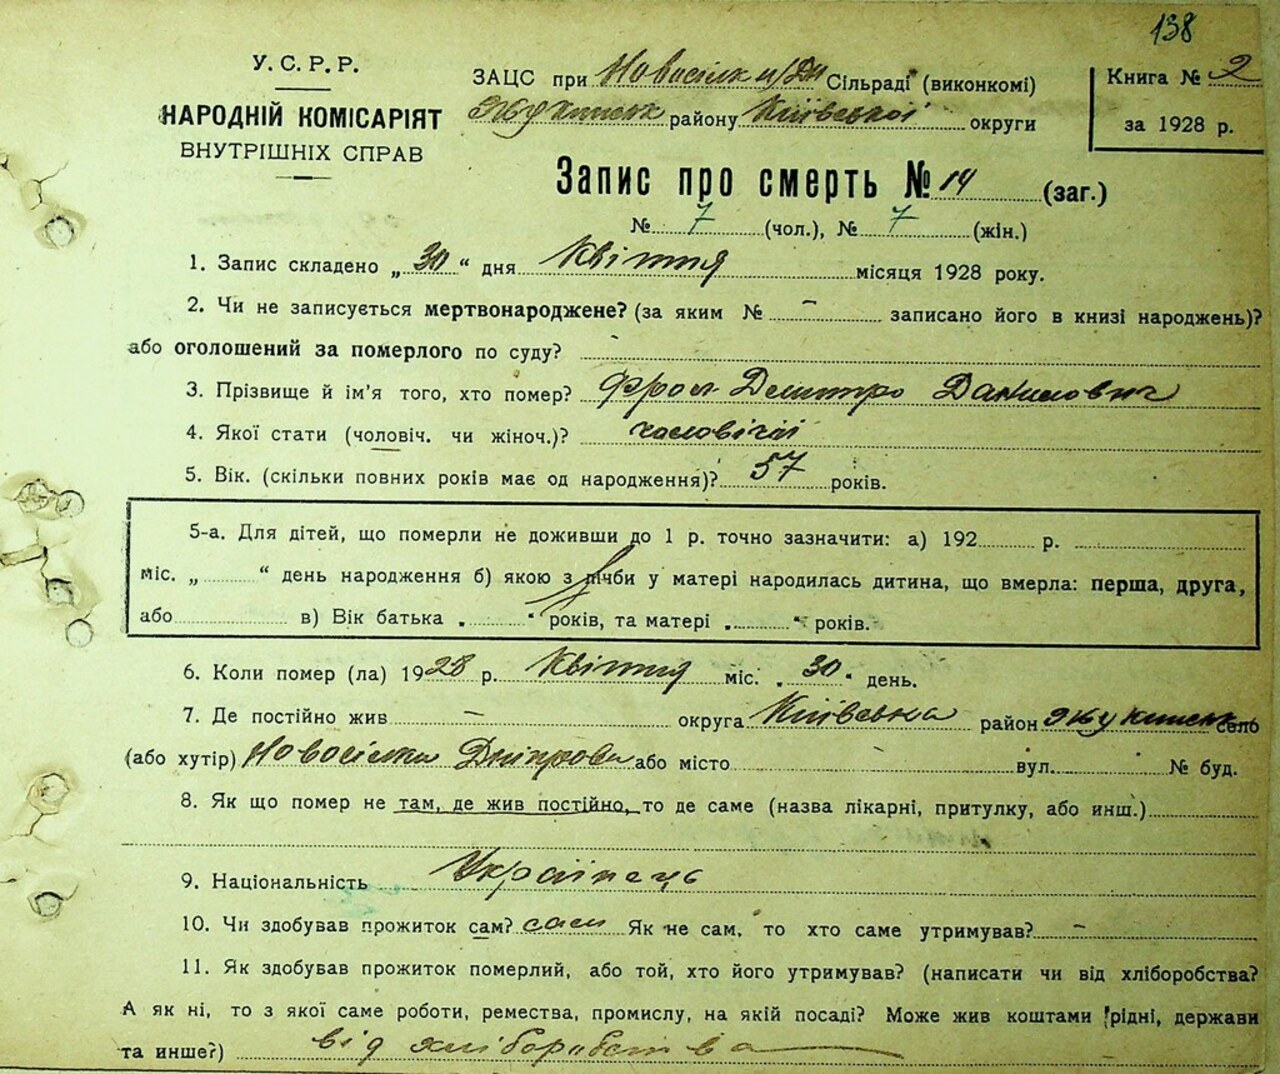 138
У. С. Р. Р.
НАРОДНІЙ КОМІСАРІЯТ
ВНУТРІШНІХ СПРАВ
ЗАЦС при Новосілк н/Дн Сільраді (виконкомі)
району Київської округи
Книга № 2
за 1928 р.
Запис про смерть № 14 (заг.)
№ 7 (чол.), № 7 (жін.)
1. Запис складено „30“ дня Квітня місяця 1928 року.
2. Чи не записується мертвонароджене? (за яким № – записано його в книзі народжень)?
або оголошений за померлого по суду?
3. Прізвище й ім'я того, хто помер? Фрол Дмитро Данилович
4. Якої стати (чоловіч. чи жіноч.)? чоловічої
5. Вік. (скільки повних років має од народження)? 57 років.
5-а. Для дітей, що померли не доживши до 1 р. точно зазначити: а) 192 р.
міс. „ “ день народження б) якою з лічби у матері народилась дитина, що вмерла: перша, друга,
або в) Вік батька „ “ років, та матері „ “ років.
6. Коли помер (ла) 1928 р. Квітня міс. „30“ день.
7. Де постійно жив – округа Київська район село
(або хутір) Новосілки Дніпрови або місто вул. № буд.
8. Як що помер не там, де жив постійно, то де саме (назва лікарні, притулку, або инш.)
9. Національність Українець
10. Чи здобував прожиток сам? сам Як не сам, то хто саме утримував? –
11. Як здобував прожиток померлий, або той, хто його утримував? (написати чи від хліборобства?
А як ні, то з якої саме роботи, ремества, промислу, на якій посаді? Може жив коштами рідні, держави
та инше?) від хліборобства